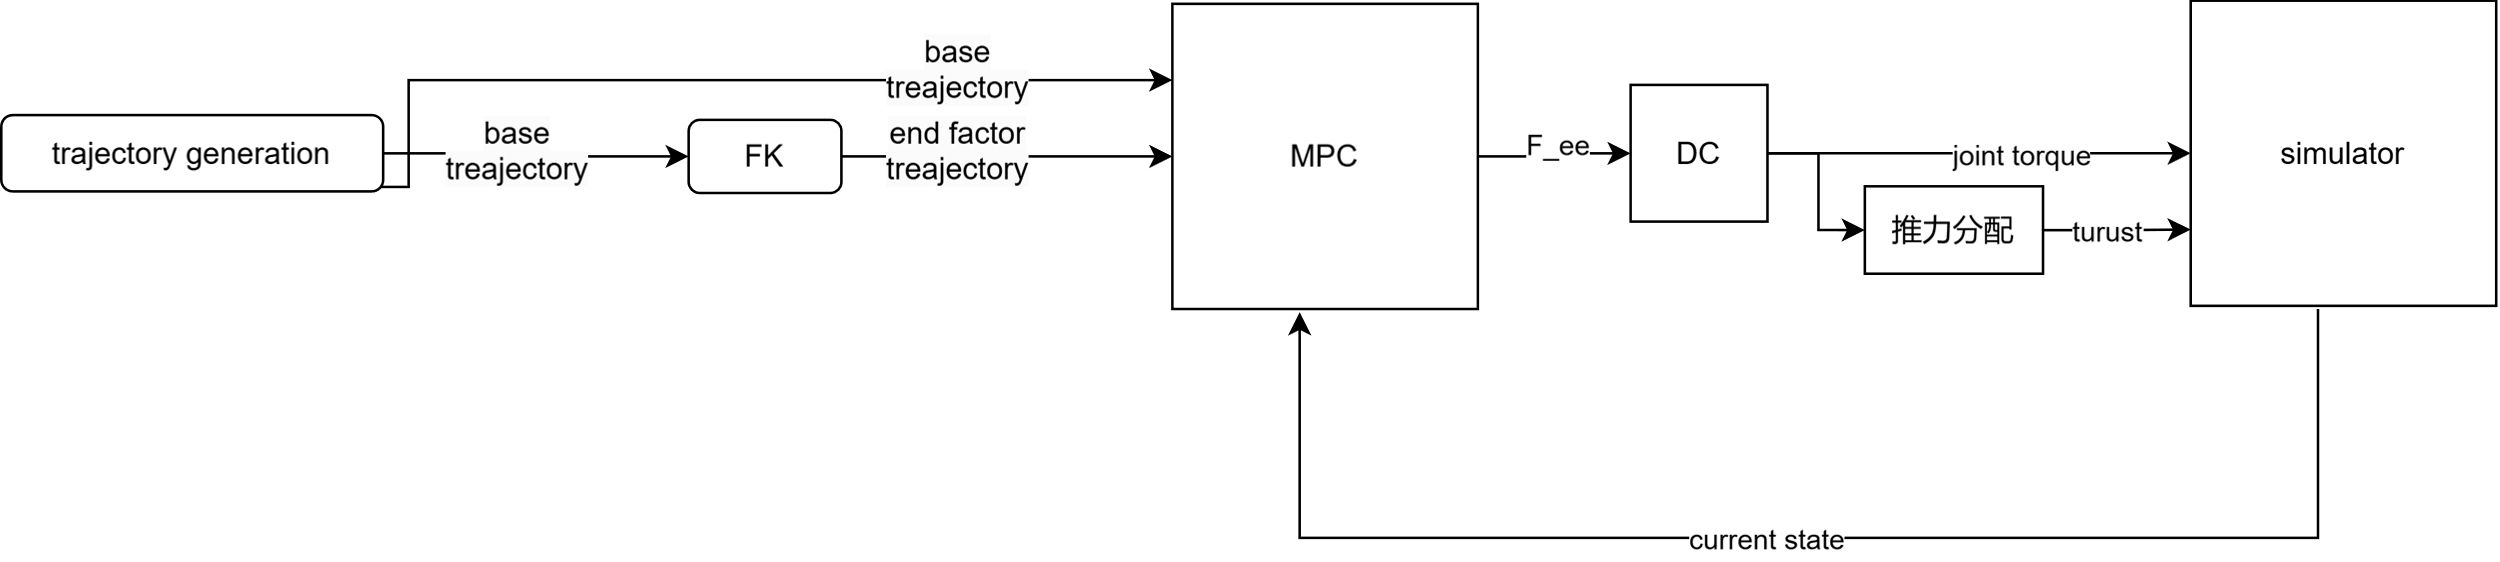 trajectory generation
base
treajectory
FK
base
treajectory
end factor
treajectory
MPC
F_ee
DC
joint torque
推力分配
turust
simulator
current state